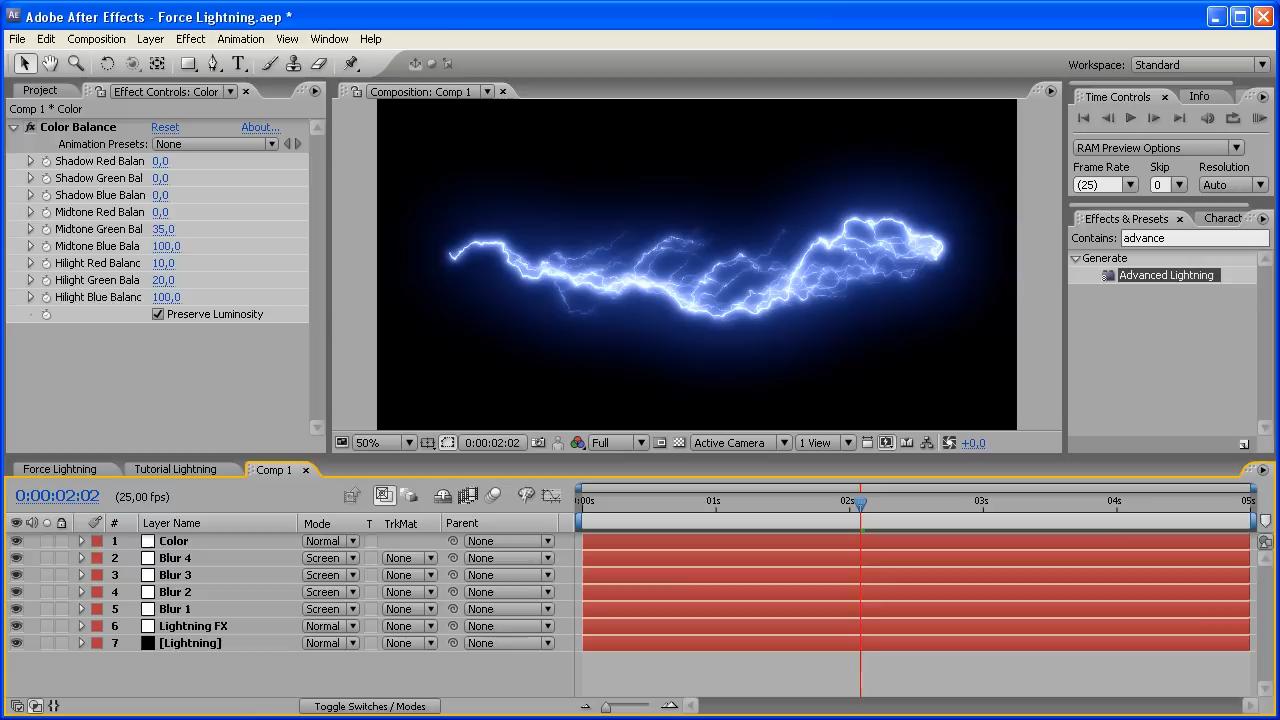 Adobe After Effects - Force Lightning.aep *
File Edit Composition Layer Effect Animation View Window Help
Workspace: Standard
Project Effect Controls: Color
Comp 1 * Color
Color Balance Reset About...
Animation Presets: None
Shadow Red Balan 0,0
Shadow Green Bal 0,0
Shadow Blue Balan 0,0
Midtone Red Balan 0,0
Midtone Green Bal 35,0
Midtone Blue Bala 100,0
Hilight Red Balanc 10,0
Hilight Green Bala 20,0
Hilight Blue Balanc 100,0
Preserve Luminosity
Composition: Comp 1
50% 0:00:02:02 Full Active Camera 1 View +0,0
Time Controls Info
RAM Preview Options
Frame Rate Skip Resolution
(25) 0 Auto
Effects & Presets Charact
Contains: advance
Generate
Advanced Lightning
Force Lightning Tutorial Lightning Comp 1
0:00:02:02 (25,00 fps)
:00s 01s 02s 03s 04s 05s
# Layer Name Mode T TrkMat Parent
1 Color Normal None
2 Blur 4 Screen None None
3 Blur 3 Screen None None
4 Blur 2 Screen None None
5 Blur 1 Screen None None
6 Lightning FX Normal None None
7 [Lightning] Normal None None
Toggle Switches / Modes